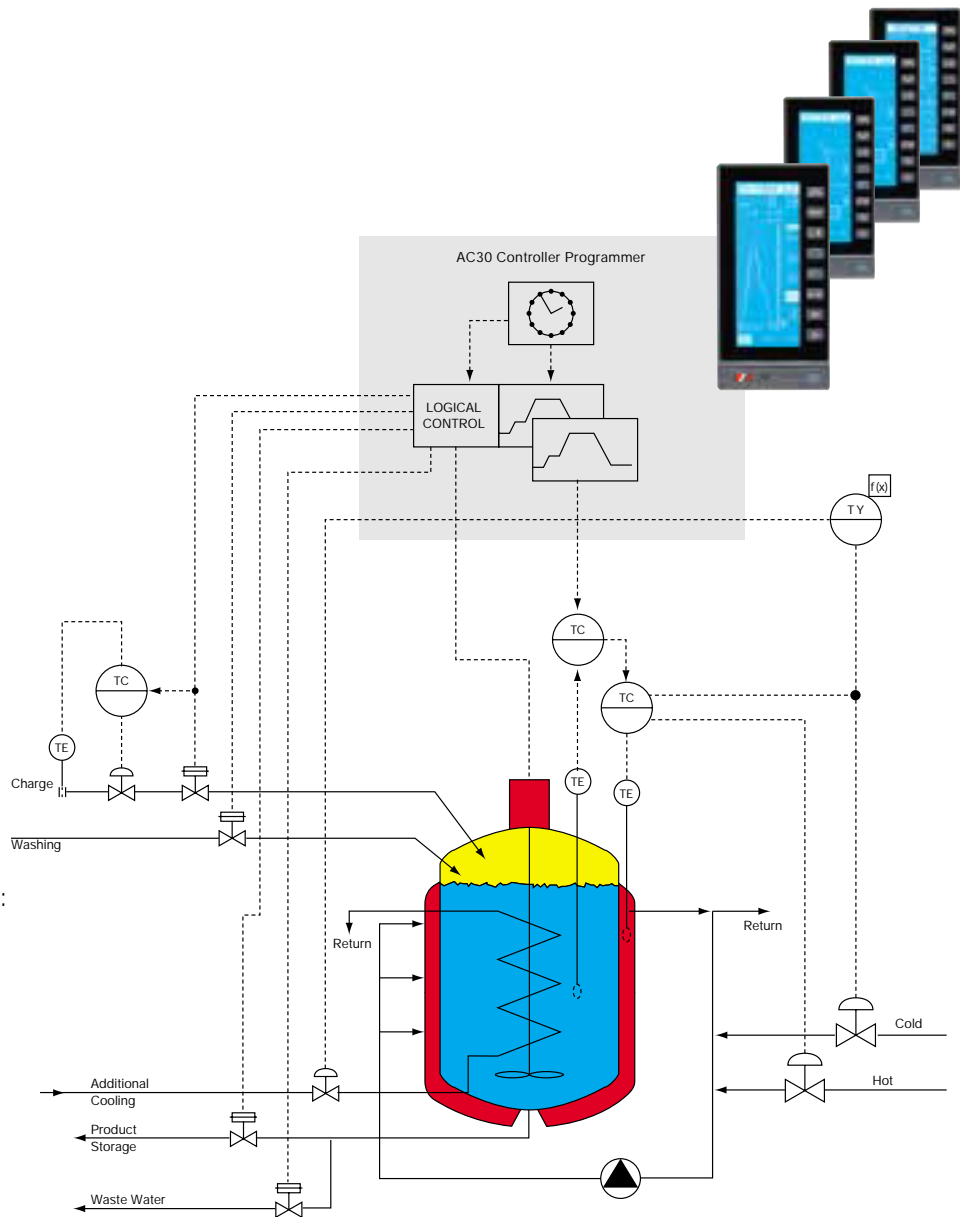 AC30 Controller Programmer
LOGICAL
CONTROL
f(x)
TY
TC
TC
TC
TE
TE
TE
Charge
Washing
:
Return
Return
Cold
Hot
Additional
Cooling
Product
Storage
Waste Water